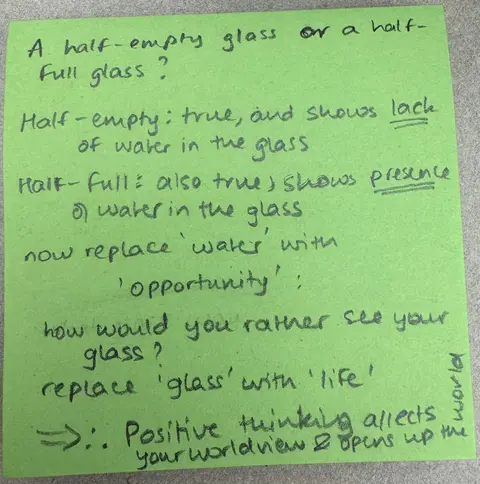 A half-empty glass or a half-
full glass?
Half-empty: true, and shows lack
of water in the glass
Half-full: also true, shows presence
of water in the glass
now replace 'water' with
'opportunity':
how would you rather see your
glass?
replace 'glass' with 'life'
⇒ ∴ Positive thinking affects
your worldview & opens up the
world